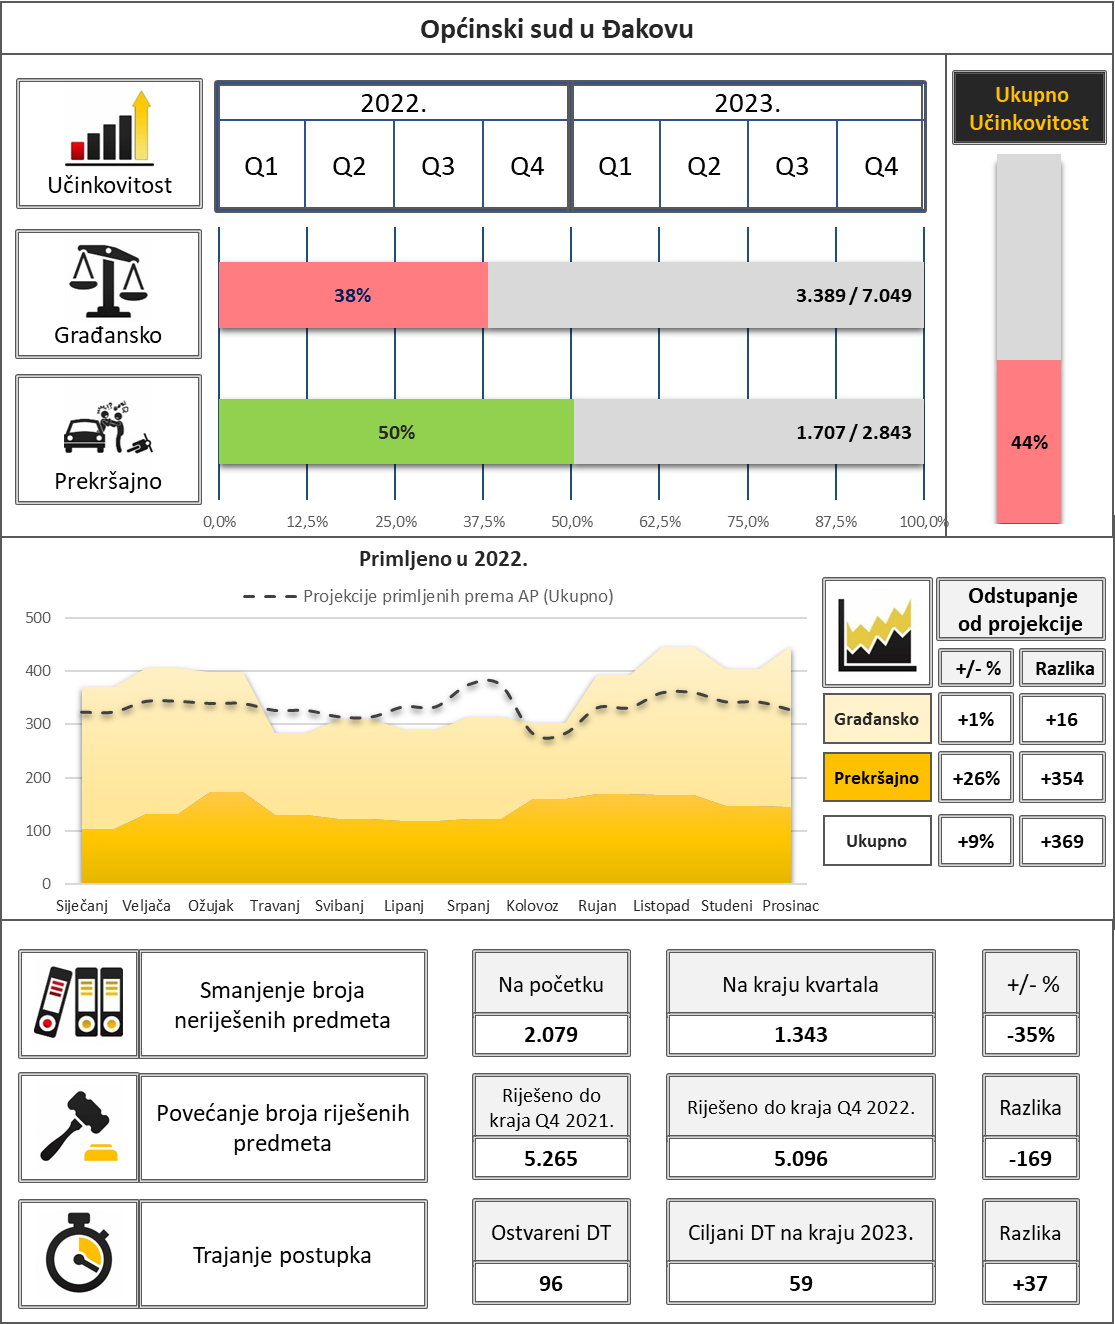 Općinski sud u Đakovu
Učinkovitost
2022.
2023.
Q1
Q2
Q3
Q4
Q1
Q2
Q3
Q4
Ukupno
Učinkovitost
Građansko
38%
3.389 / 7.049
Prekršajno
50%
1.707 / 2.843
44%
0,0%
12,5%
25,0%
37,5%
50,0%
62,5%
75,0%
87,5%
100,0%
Primljeno u 2022.
Projekcije primljenih prema AP (Ukupno)
500
400
300
200
100
0
Siječanj
Veljača
Ožujak
Travanj
Svibanj
Lipanj
Srpanj
Kolovoz
Rujan
Listopad
Studeni
Prosinac
Odstupanje
od projekcije
+/- %
Razlika
Građansko
+1%
+16
Prekršajno
+26%
+354
Ukupno
+9%
+369
Smanjenje broja
neriješenih predmeta
Na početku
Na kraju kvartala
+/- %
2.079
1.343
-35%
Povećanje broja riješenih
predmeta
Riješeno do
kraja Q4 2021.
Riješeno do kraja Q4 2022.
Razlika
5.265
5.096
-169
Trajanje postupka
Ostvareni DT
Ciljani DT na kraju 2023.
Razlika
96
59
+37